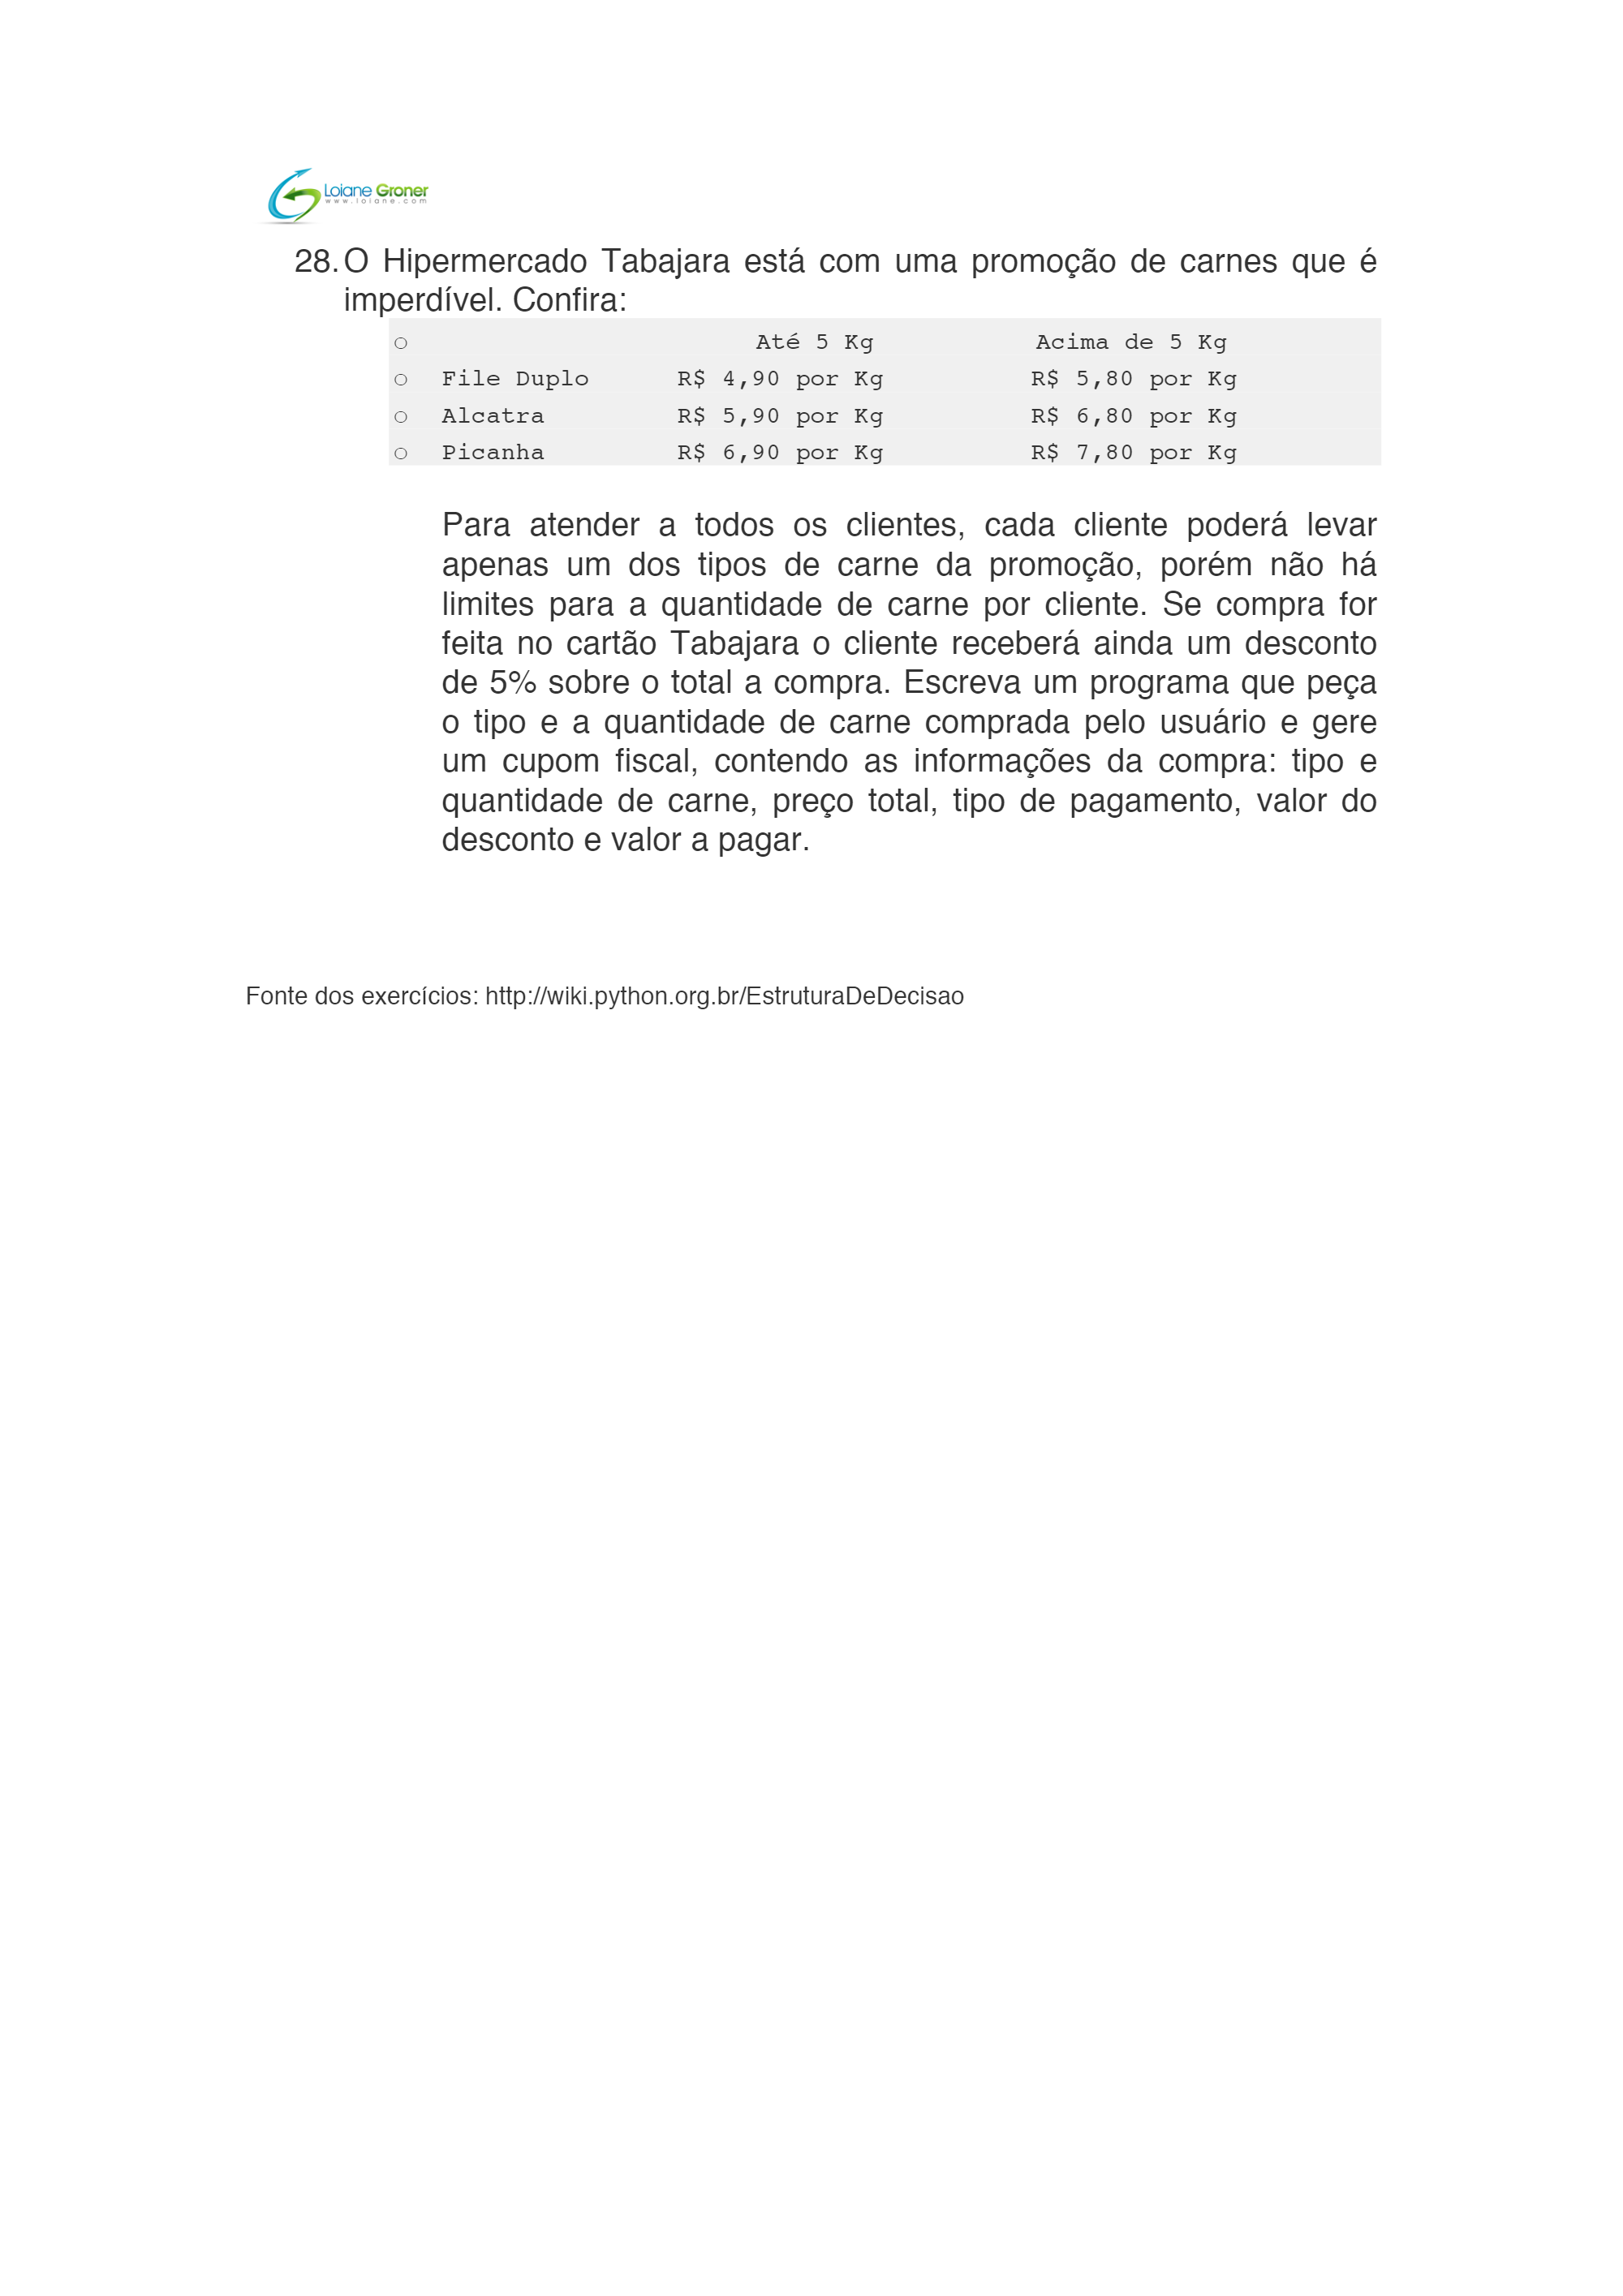 Loiane Groner
www.loiane.com
28. O Hipermercado Tabajara está com uma promoção de carnes que é
imperdível. Confira:
○ Até 5 Kg Acima de 5 Kg
○ File Duplo R$ 4,90 por Kg R$ 5,80 por Kg
○ Alcatra R$ 5,90 por Kg R$ 6,80 por Kg
○ Picanha R$ 6,90 por Kg R$ 7,80 por Kg
Para atender a todos os clientes, cada cliente poderá levar
apenas um dos tipos de carne da promoção, porém não há
limites para a quantidade de carne por cliente. Se compra for
feita no cartão Tabajara o cliente receberá ainda um desconto
de 5% sobre o total a compra. Escreva um programa que peça
o tipo e a quantidade de carne comprada pelo usuário e gere
um cupom fiscal, contendo as informações da compra: tipo e
quantidade de carne, preço total, tipo de pagamento, valor do
desconto e valor a pagar.
Fonte dos exercícios: http://wiki.python.org.br/EstruturaDeDecisao